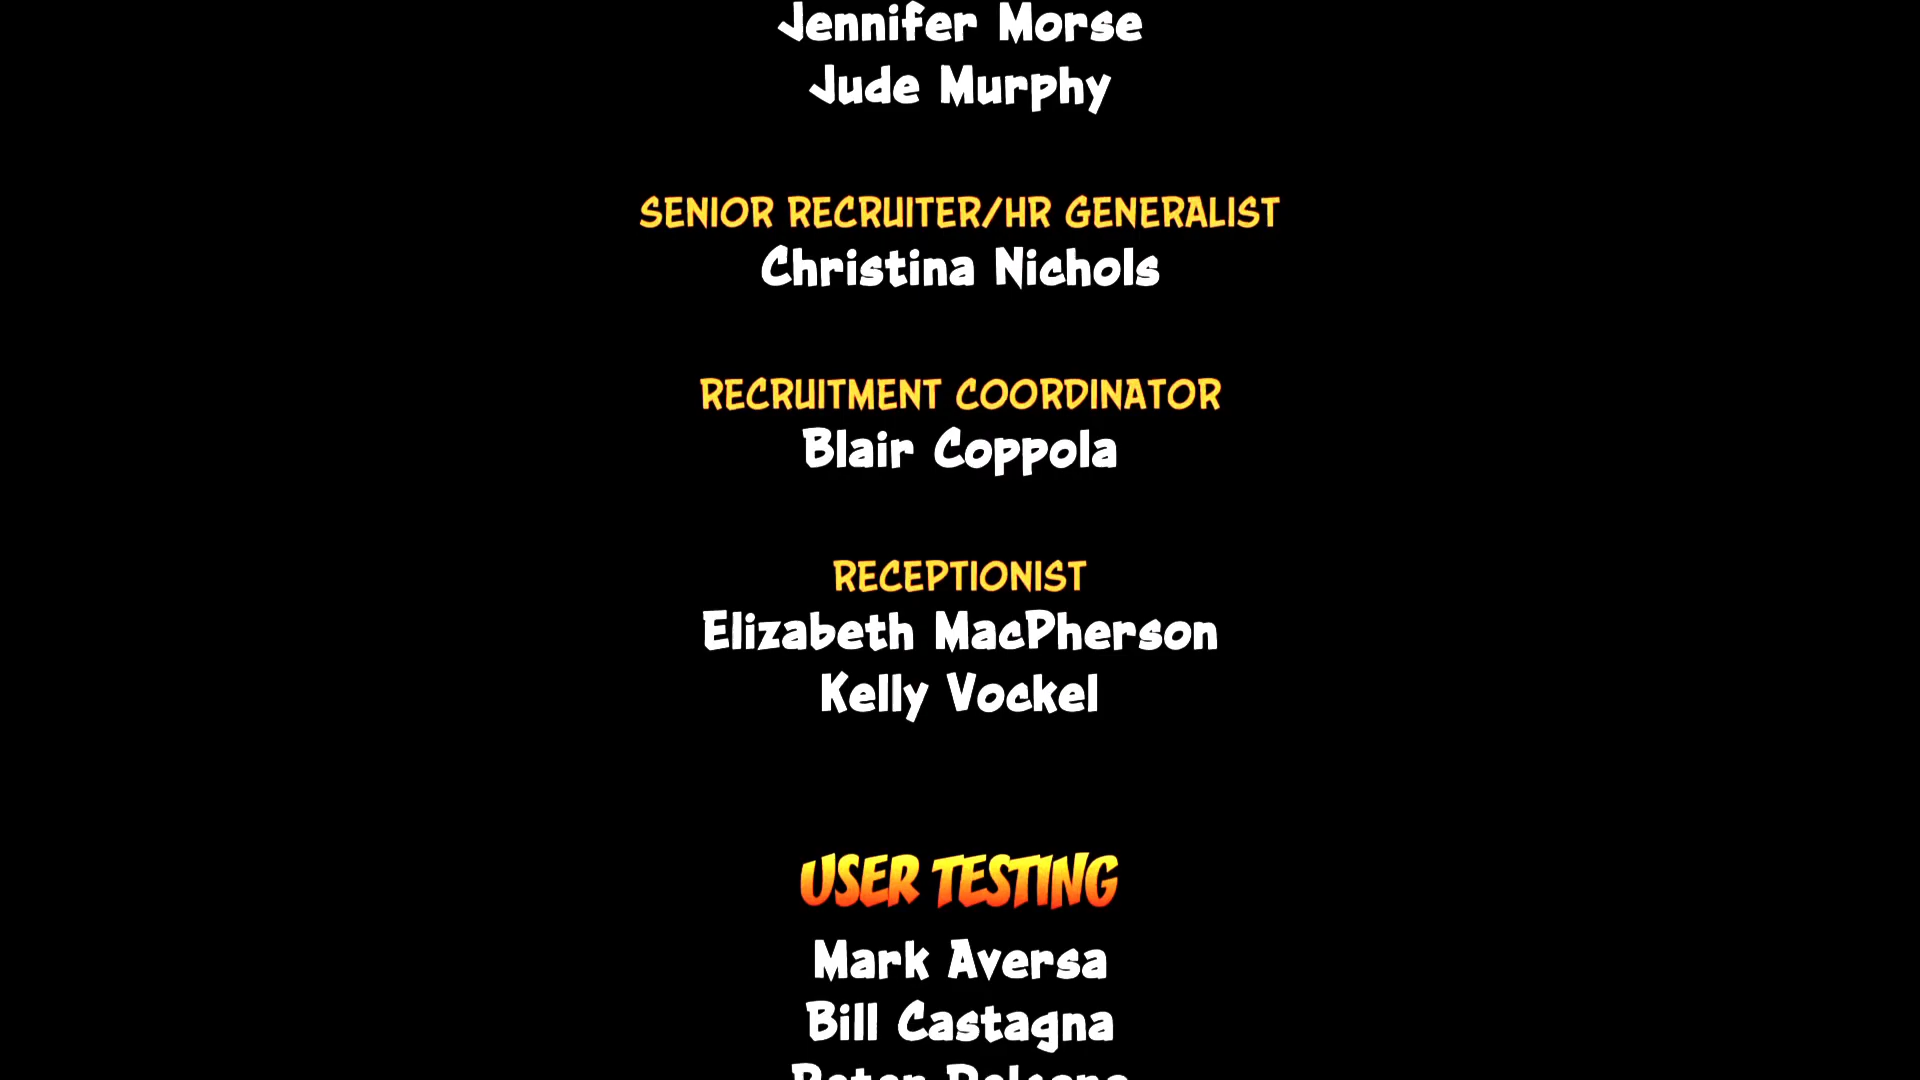 Jennifer Morse
Jude Murphy
SENIOR RECRUITER/HR GENERALIST
Christina Nichols
RECRUITMENT COORDINATOR
Blair Coppola
RECEPTIONIST
Elizabeth MacPherson
Kelly Vockel
USER TESTING
Mark Aversa
Bill Castagna
Peter